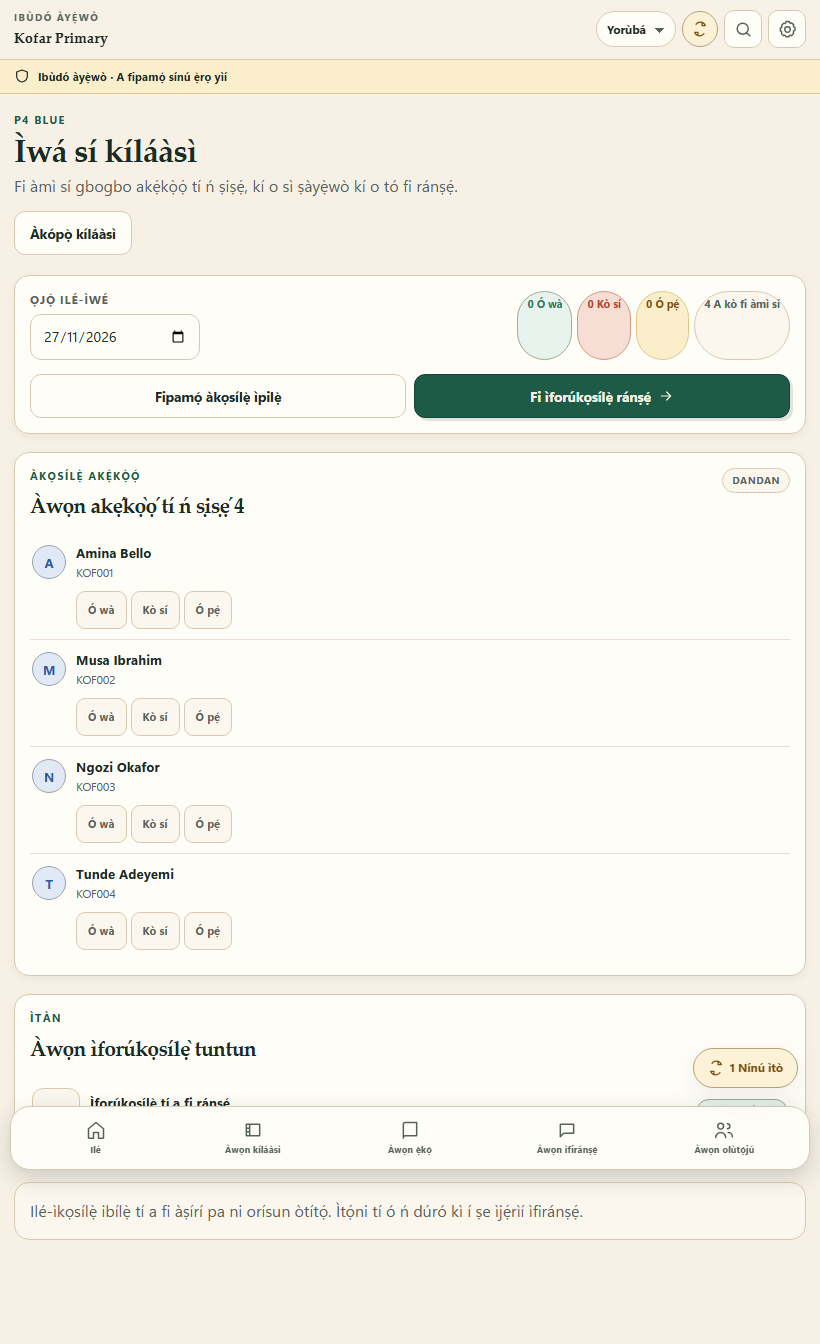 IBÙDÓ ÀYẸ̀WÒ
Kofar Primary
Yorùbá
Ibùdó àyẹ̀wò · A fipamọ́ sínú ẹ̀rọ yìí
P4 BLUE
Ìwá sí kíláàsì
Fi àmì sí gbogbo akẹ́kọ̀ọ́ tí ń ṣiṣẹ́, kí o sì ṣàyẹ̀wò kí o tó fi ránṣẹ́.
Àkópọ̀ kíláàsì
ỌJỌ́ ILÉ-ÌWÉ
27/11/2026
0 Ó wà
0 Kò sí
0 Ó pẹ́
4 A kò fi àmì sí
Fipamọ́ àkọsílẹ̀ ìpilẹ̀
Fi ìforúkọsílẹ̀ ránṣẹ́ →
ÀKỌSÍLẸ̀ AKẸ́KỌ̀Ọ́
DANDAN
Àwọn akẹ́kọ̀ọ́ tí ń ṣiṣẹ́ 4
A
Amina Bello
KOF001
Ó wà
Kò sí
Ó pẹ́
M
Musa Ibrahim
KOF002
Ó wà
Kò sí
Ó pẹ́
N
Ngozi Okafor
KOF003
Ó wà
Kò sí
Ó pẹ́
T
Tunde Adeyemi
KOF004
Ó wà
Kò sí
Ó pẹ́
ÌTÀN
Àwọn ìforúkọsílẹ̀ tuntun
1 Nínú ìtò
Ìforúkọsílẹ̀ tí a fi ránṣẹ́
Ilé
Àwọn kíláàsì
Àwọn ẹ̀kọ́
Àwọn ìfiránṣẹ́
Àwọn olùtọ́jú
Ilé-ìkọsílẹ̀ ibílẹ̀ tí a fi àṣírí pa ni orísun òtítọ́. Ìtọ́ni tí ó ń dúró kì í ṣe ìjẹ́rìí ìfiránṣẹ́.